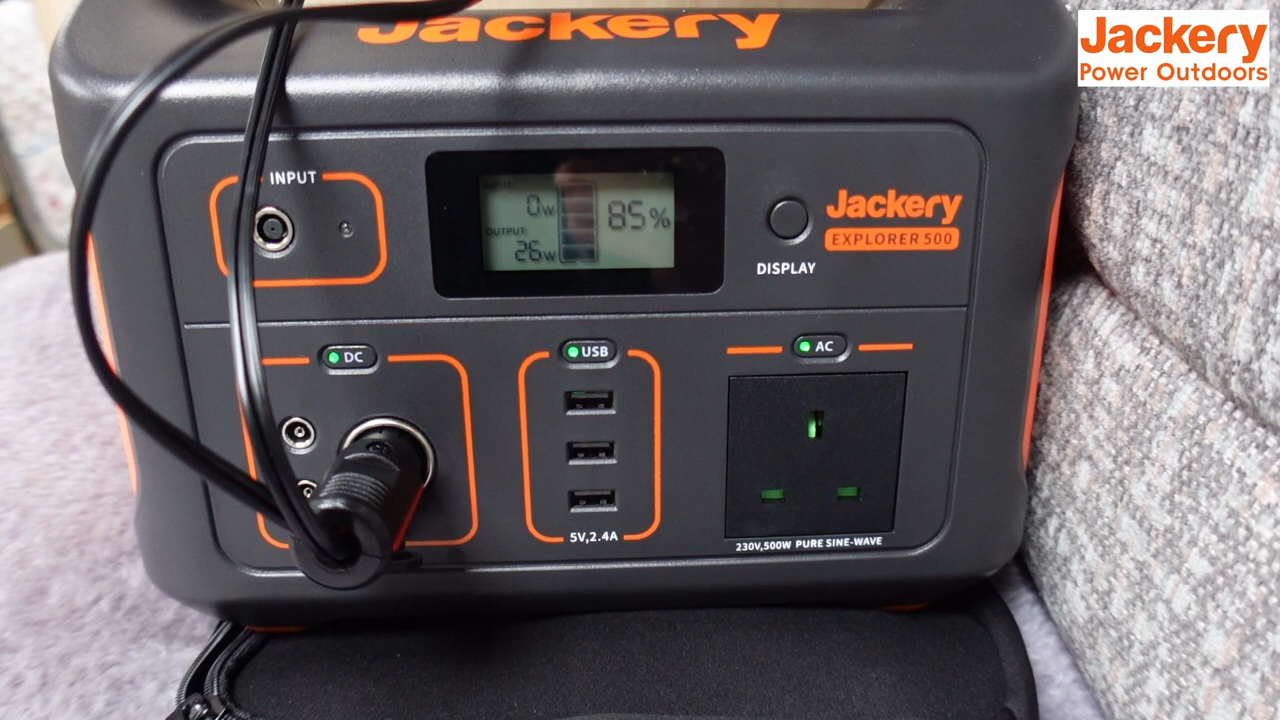 Jackery
Jackery
Power Outdoors
INPUT
INPUT:
0W
85%
OUTPUT:
26W
DISPLAY
Jackery
EXPLORER 500
DC
USB
AC
5V,2.4A
230V,500W PURE SINE-WAVE